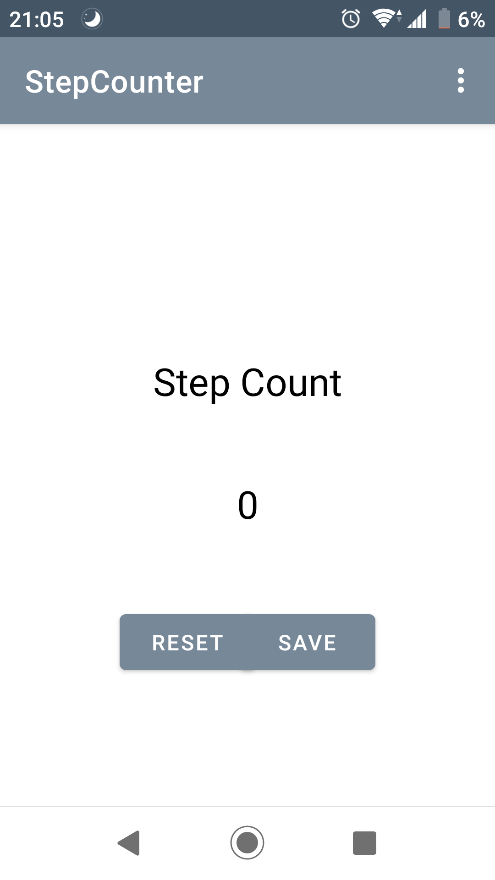 21:05 6%
StepCounter
Step Count
0
RESET SAVE